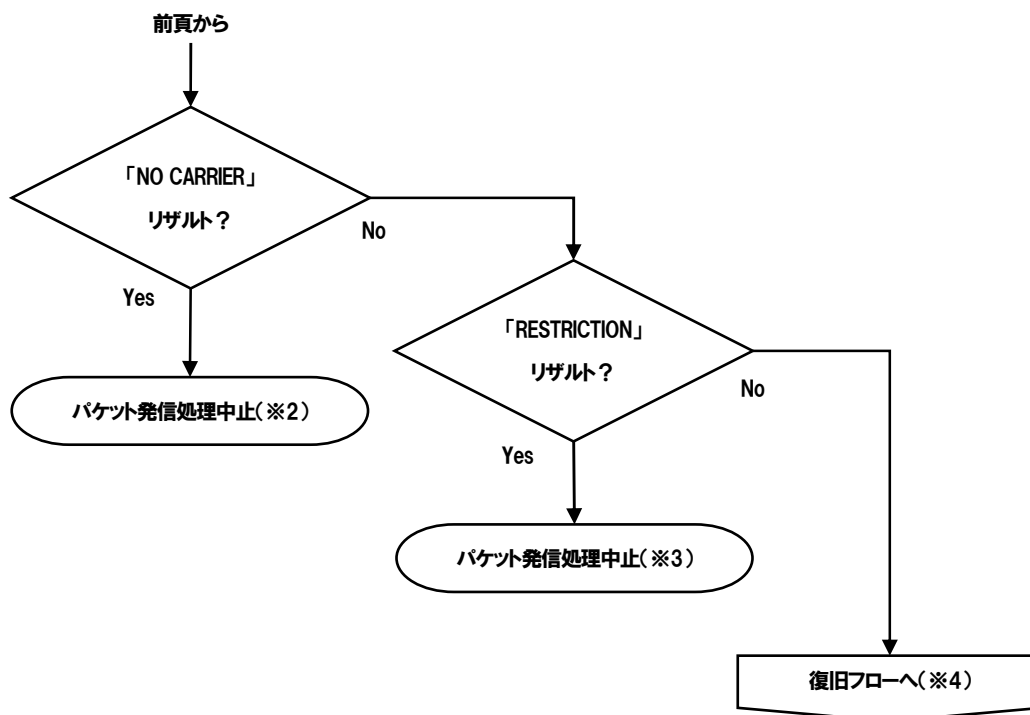 前頁から
「NO CARRIER」
リザルト？
No
Yes
「RESTRICTION」
リザルト？
パケット発信処理中止（※2）
No
Yes
パケット発信処理中止（※3）
復旧フローへ（※4）